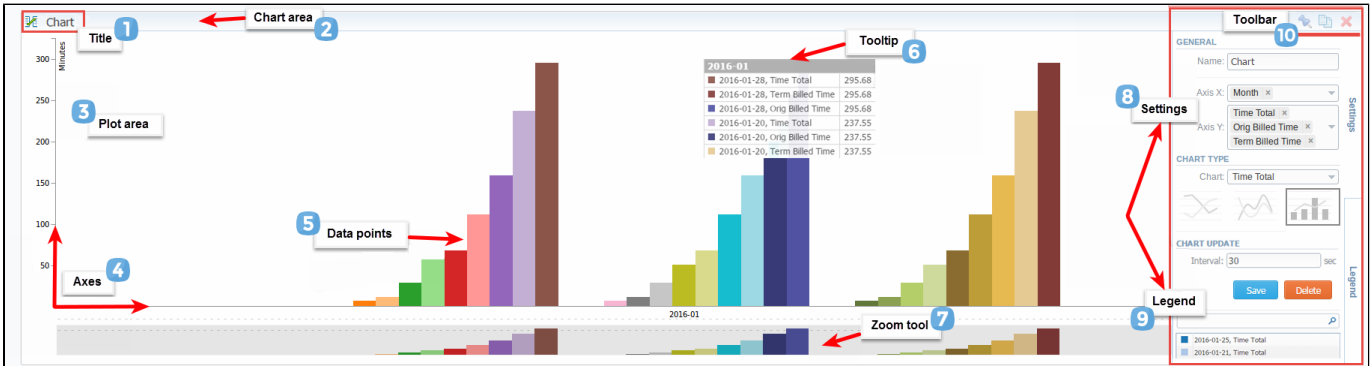 Chart
1
Title
Chart area
2
Minutes
300
250
200
150
100
50
3
Plot area
Axes
4
5
Data points
Tooltip
6
2016-01
2016-01-28, Time Total 295.68
2016-01-28, Term Billed Time 295.68
2016-01-28, Orig Billed Time 295.68
2016-01-20, Time Total 237.55
2016-01-20, Orig Billed Time 237.55
2016-01-20, Term Billed Time 237.55
2016-01
Zoom tool
7
8
Settings
Legend
9
Toolbar
10
GENERAL
Name: Chart
Axis X: Month ×
Axis Y: Time Total ×
Orig Billed Time ×
Term Billed Time ×
CHART TYPE
Chart: Time Total
CHART UPDATE
Interval: 30 sec
Save Delete
2016-01-25, Time Total
2016-01-21, Time Total
Settings
Legend